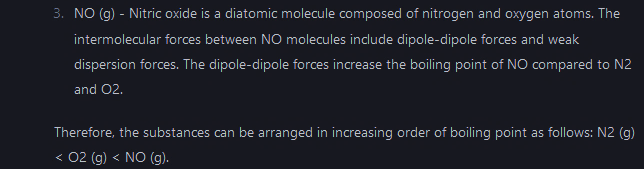 3. NO (g) - Nitric oxide is a diatomic molecule composed of nitrogen and oxygen atoms. The
intermolecular forces between NO molecules include dipole-dipole forces and weak
dispersion forces. The dipole-dipole forces increase the boiling point of NO compared to N2
and O2.
Therefore, the substances can be arranged in increasing order of boiling point as follows: N2 (g)
< O2 (g) < NO (g).